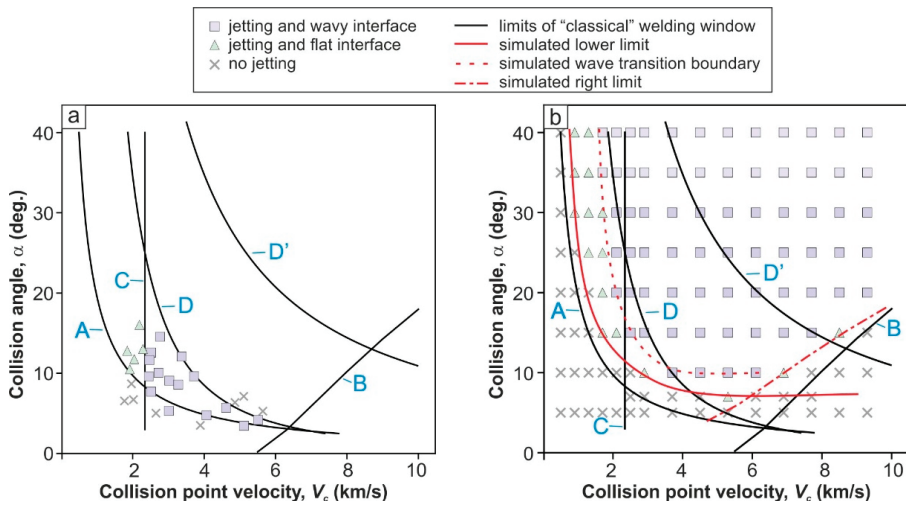 jetting and wavy interface
jetting and flat interface
no jetting
limits of “classical” welding window
simulated lower limit
simulated wave transition boundary
simulated right limit
a
40
30
20
10
0
Collision angle, α (deg.)
A
C
D
D’
B
2
4
6
8
10
Collision point velocity, Vc (km/s)
b
40
30
20
10
0
Collision angle, α (deg.)
A
D
D’
B
C
2
4
6
8
10
Collision point velocity, Vc (km/s)